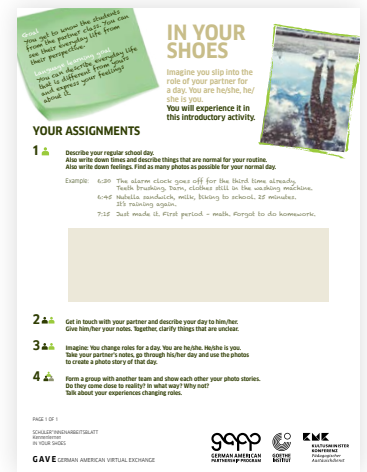 Goal
You get to know the students
from the partner class. You can
see their everyday life from
their perspective.
Language learning goal
You can describe everyday life
that is different from yours
and express your feelings
about it.
IN YOUR
SHOES
Imagine you slip into the
role of your partner for
a day. You are he/she, he/
she is you.
You will experience it in
this introductory activity.
YOUR ASSIGNMENTS
1
Describe your regular school day.
Also write down times and describe things that are normal for your routine.
Also write down feelings. Find as many photos as possible for your normal day.
Example: 6:30 The alarm clock goes off for the third time already.
Teeth brushing. Darn, clothes still in the washing machine.
6:45 Nutella sandwich, milk, biking to school. 25 minutes.
It's raining again.
7:15 Just made it. First period – math. Forgot to do homework.
2
Get in touch with your partner and describe your day to him/her.
Give him/her your notes. Together, clarify things that are unclear.
3
Imagine: You change roles for a day. You are he/she. He/she is you.
Take your partner's notes, go through his/her day and use the photos
to create a photo story of that day.
4
Form a group with another team and show each other your photo stories.
Do they come close to reality? In what way? Why not?
Talk about your experiences changing roles.
PAGE 1 OF 1
SCHÜLER*INNENARBEITSBLATT
Kennenlernen
IN YOUR SHOES
GAVE GERMAN AMERICAN VIRTUAL EXCHANGE
gapp
GERMAN AMERICAN
PARTNERSHIP PROGRAM
GOETHE
INSTITUT
KMK
KULTUSMINISTER
KONFERENZ
Pädagogischer
Austauschdienst